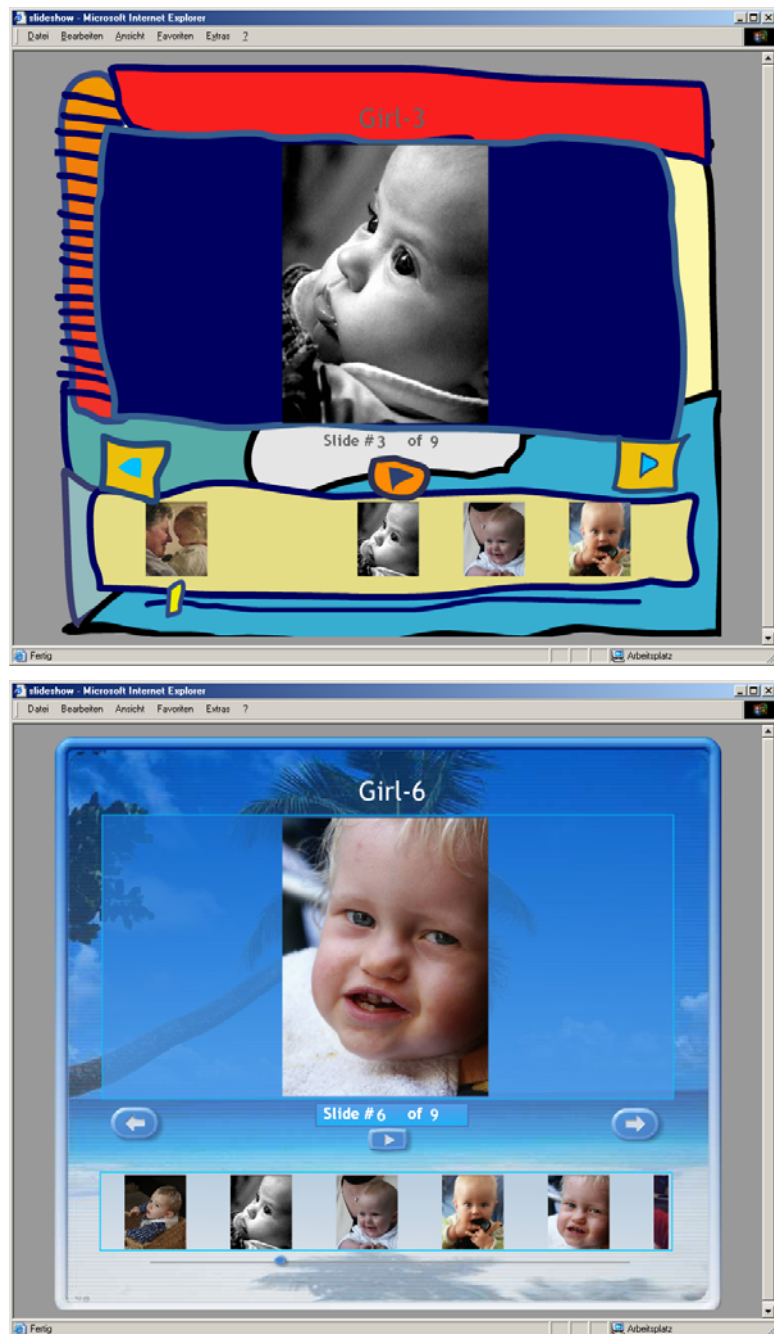 slideshow - Microsoft Internet Explorer
Datei Bearbeiten Ansicht Favoriten Extras ?
Girl-3
Slide # 3 of 9
Fertig Arbeitsplatz
slideshow - Microsoft Internet Explorer
Datei Bearbeiten Ansicht Favoriten Extras ?
Girl-6
Slide # 6 of 9
Fertig Arbeitsplatz